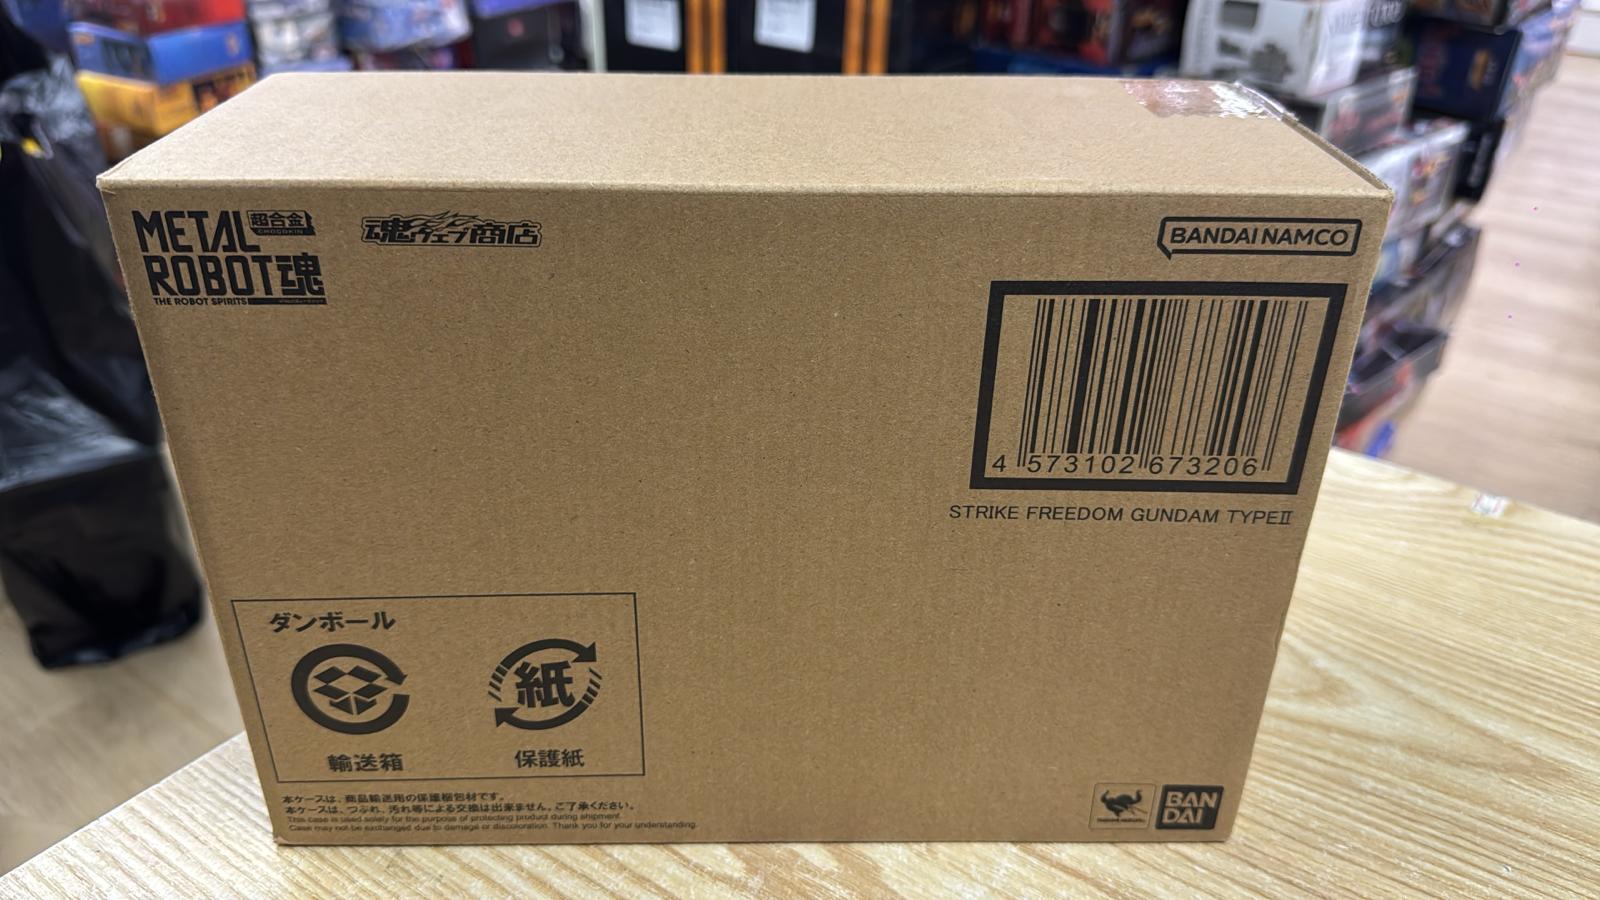 METAL 超合金
CHOGOKIN
ROBOT魂
THE ROBOT SPIRITS
魂ウェブ商店
BANDAI NAMCO
4 573102 673206
STRIKE FREEDOM GUNDAM TYPEⅡ
ダンボール
紙
輸送箱
保護紙
本ケースは、商品輸送用の保護梱包材です。
本ケースは、つぶれ、汚れ等による交換は出来ません。ご了承ください。
This case is used solely for the purpose of protecting product during shipment.
Case may not be exchanged due to damage or discoloration. Thank you for your understanding.
BAN
DAI